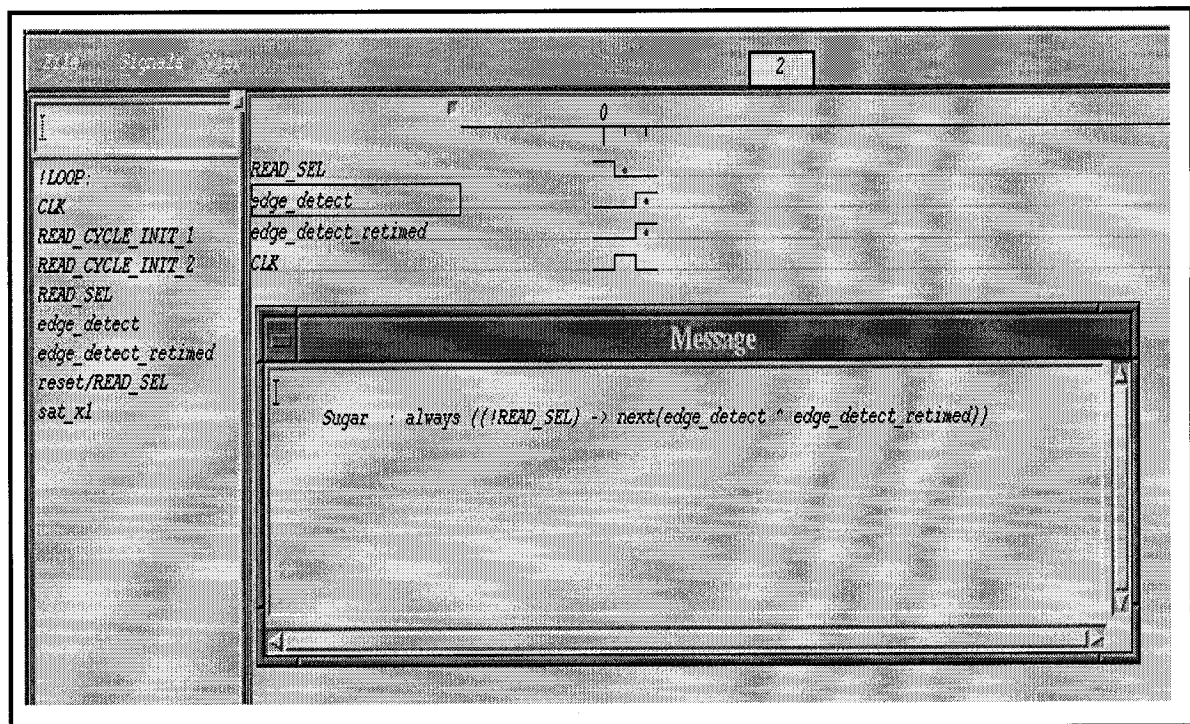 Signals
2
0
!LOOP:
CLK
READ_CYCLE_INIT_1
READ_CYCLE_INIT_2
READ_SEL
edge_detect
edge_detect_retimed
reset/READ_SEL
sat_x1
READ_SEL
edge_detect
edge_detect_retimed
CLK
Message
Sugar : always ((!READ_SEL) -> next(edge_detect ^ edge_detect_retimed))